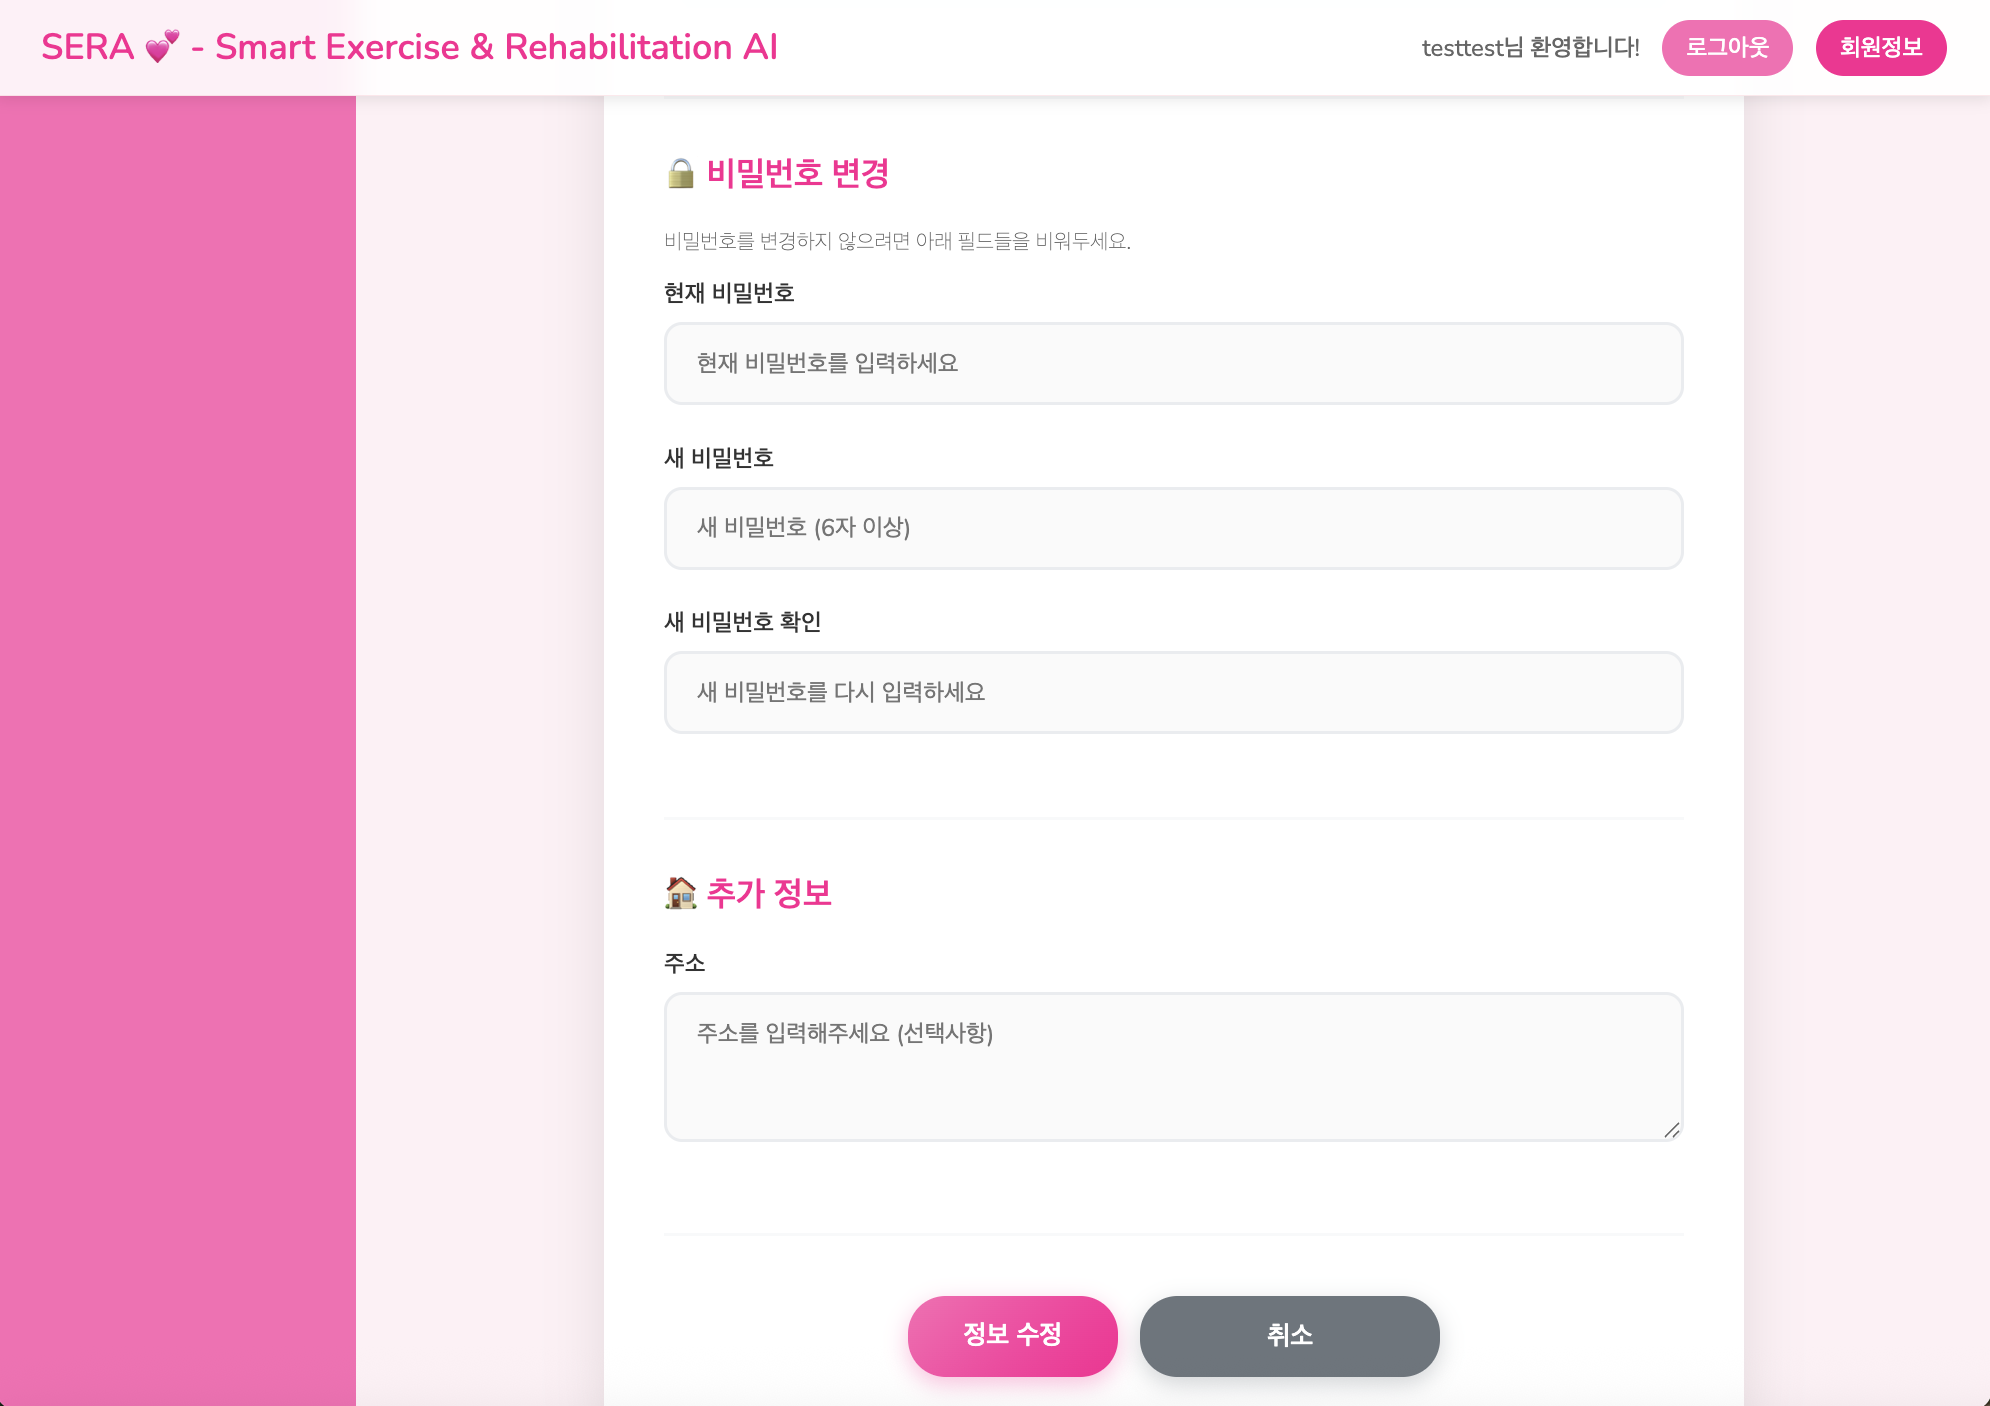 SERA 💕 - Smart Exercise & Rehabilitation AI
testtest님 환영합니다!
로그아웃
회원정보
🔒 비밀번호 변경
비밀번호를 변경하지 않으려면 아래 필드들을 비워두세요.
현재 비밀번호
현재 비밀번호를 입력하세요
새 비밀번호
새 비밀번호 (6자 이상)
새 비밀번호 확인
새 비밀번호를 다시 입력하세요
🏠 추가 정보
주소
주소를 입력해주세요 (선택사항)
정보 수정
취소